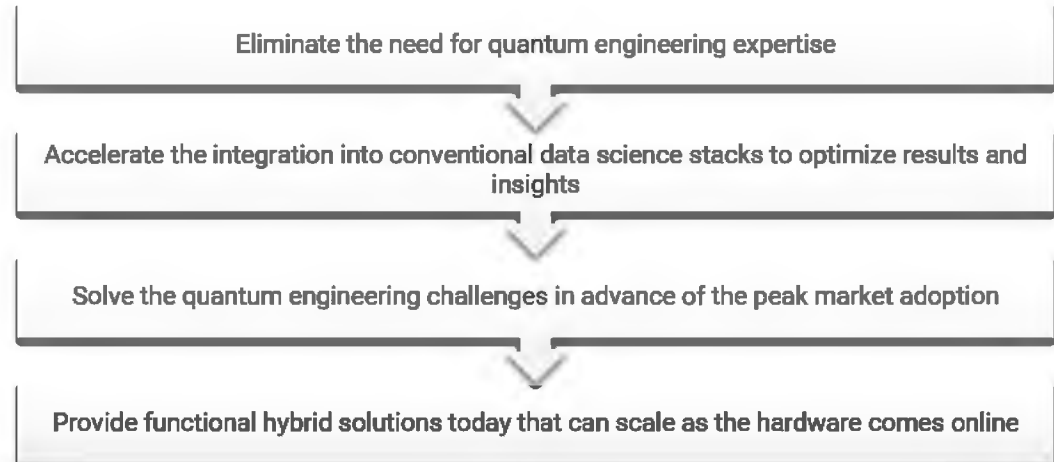 Eliminate the need for quantum engineering expertise
Accelerate the integration into conventional data science stacks to optimize results and
insights
Solve the quantum engineering challenges in advance of the peak market adoption
Provide functional hybrid solutions today that can scale as the hardware comes online